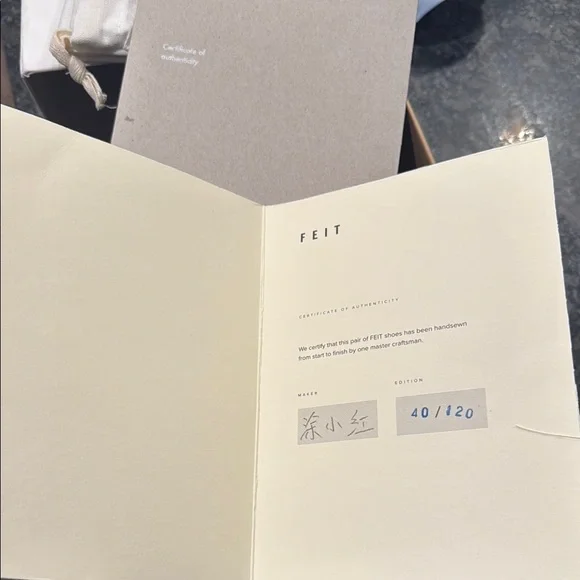 Certificate of
authenticity
FEIT
CERTIFICATE OF AUTHENTICITY
We certify that this pair of FEIT shoes has been handsewn
from start to finish by one master craftsman.
MAKER
EDITION
涂小红
40/120